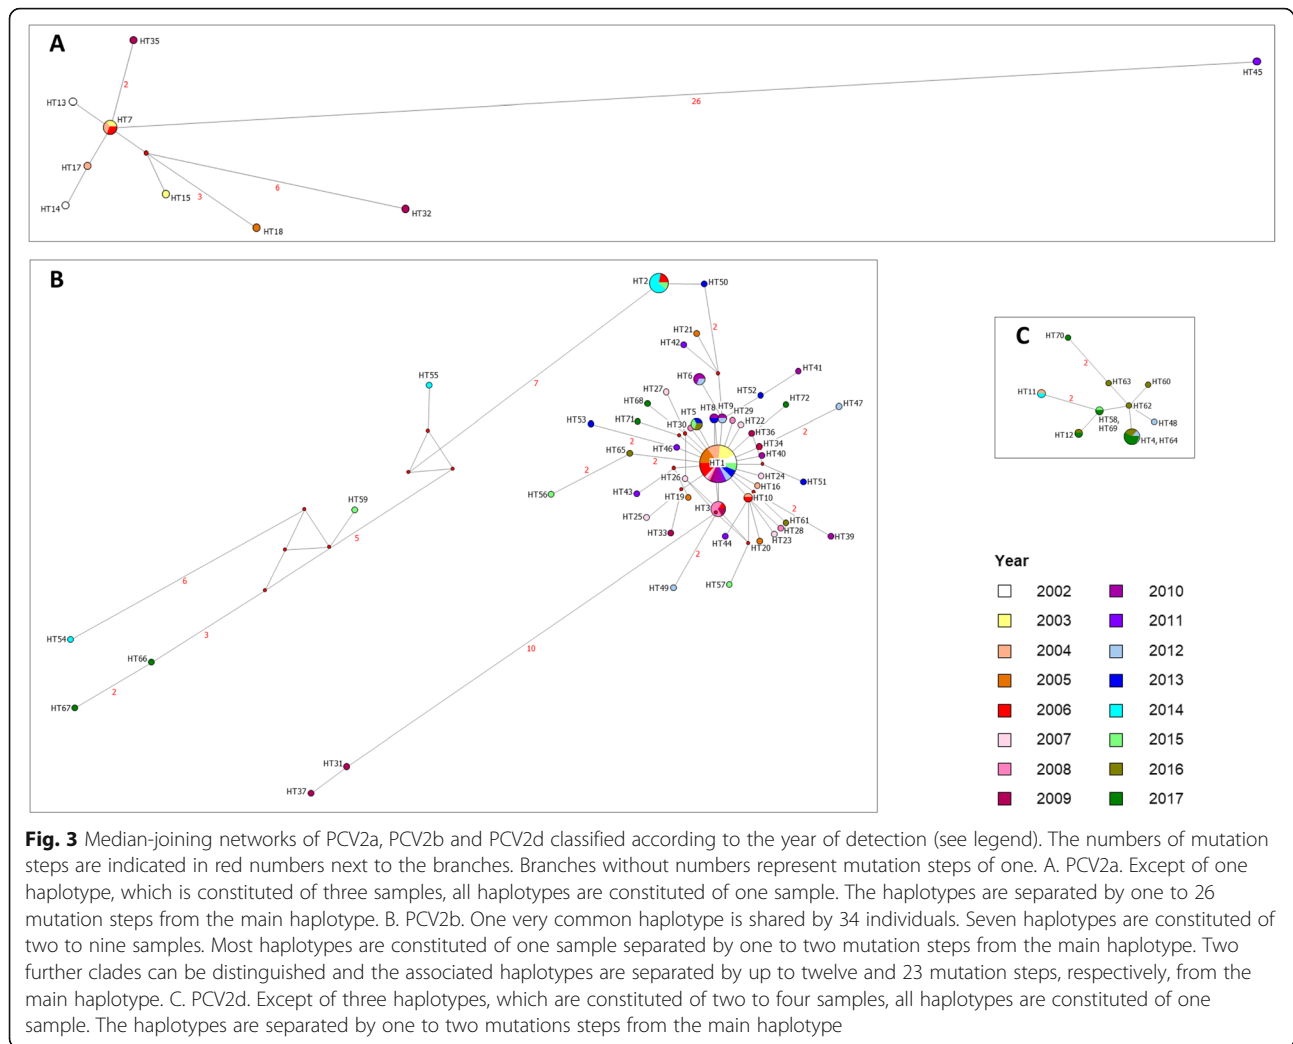 A
HT35
2
HT13
HT7
HT45
26
HT17
HT14
HT15
3
6
HT32
HT18
B
HT2
HT50
2
HT21
HT42
7
HT55
HT6
HT41
HT52
HT27
HT72
HT47
HT68
HT5
HT8
HT9
HT29
HT22
HT53
HT71
HT30
HT36
2
2
HT46
HT34
HT65
2
HT1
HT40
2
HT26
HT24
HT51
HT56
HT43
HT16
HT19
HT10
HT59
HT3
2
HT25
HT61
HT33
HT28
HT39
5
HT44
HT23
HT20
2
6
HT49
HT57
HT54
3
10
HT66
2
HT67
HT31
HT37
C
HT70
2
HT63
HT60
HT11
2
HT62
HT58,
HT69
HT48
HT12
HT4, HT64
Year
2002 2010
2003 2011
2004 2012
2005 2013
2006 2014
2007 2015
2008 2016
2009 2017
Fig. 3 Median-joining networks of PCV2a, PCV2b and PCV2d classified according to the year of detection (see legend). The numbers of mutation
steps are indicated in red numbers next to the branches. Branches without numbers represent mutation steps of one. A. PCV2a. Except of one
haplotype, which is constituted of three samples, all haplotypes are constituted of one sample. The haplotypes are separated by one to 26
mutation steps from the main haplotype. B. PCV2b. One very common haplotype is shared by 34 individuals. Seven haplotypes are constituted of
two to nine samples. Most haplotypes are constituted of one sample separated by one to two mutation steps from the main haplotype. Two
further clades can be distinguished and the associated haplotypes are separated by up to twelve and 23 mutation steps, respectively, from the
main haplotype. C. PCV2d. Except of three haplotypes, which are constituted of two to four samples, all haplotypes are constituted of one
sample. The haplotypes are separated by one to two mutations steps from the main haplotype